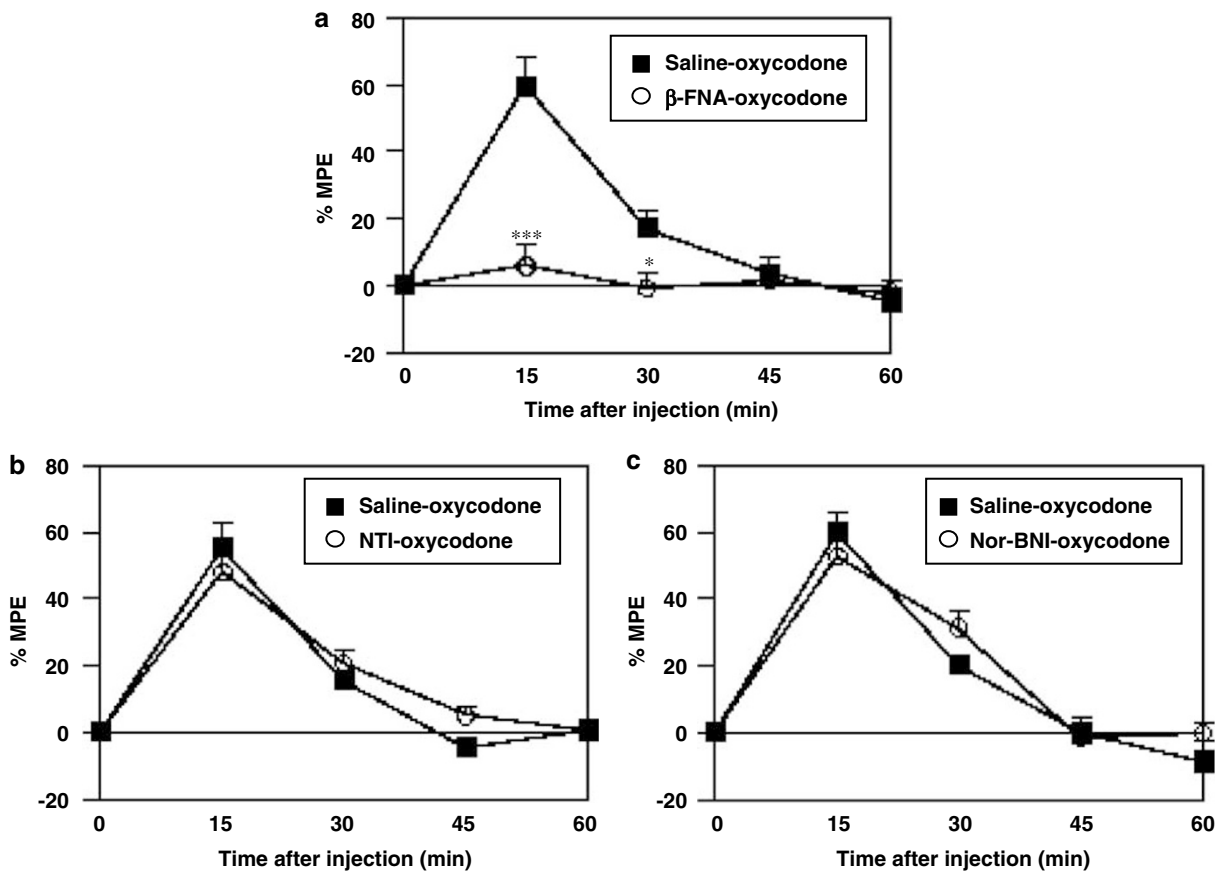 a
80
60
40
20
0
-20
% MPE
Saline-oxycodone
β-FNA-oxycodone
***
*
0 15 30 45 60
Time after injection (min)
b
80
60
40
20
0
-20
% MPE
Saline-oxycodone
NTI-oxycodone
0 15 30 45 60
Time after injection (min)
c
80
60
40
20
0
-20
% MPE
Saline-oxycodone
Nor-BNI-oxycodone
0 15 30 45 60
Time after injection (min)